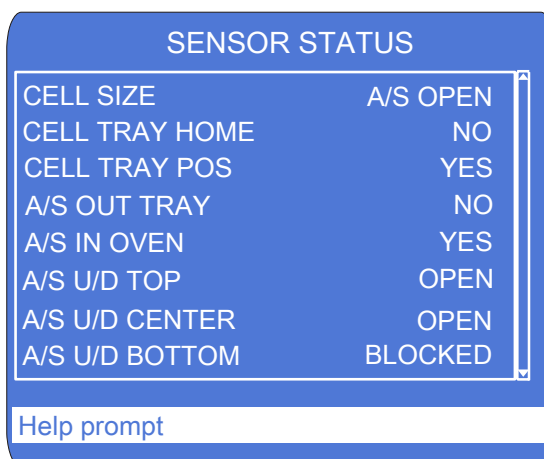 SENSOR STATUS
CELL SIZE A/S OPEN
CELL TRAY HOME NO
CELL TRAY POS YES
A/S OUT TRAY NO
A/S IN OVEN YES
A/S U/D TOP OPEN
A/S U/D CENTER OPEN
A/S U/D BOTTOM BLOCKED
Help prompt